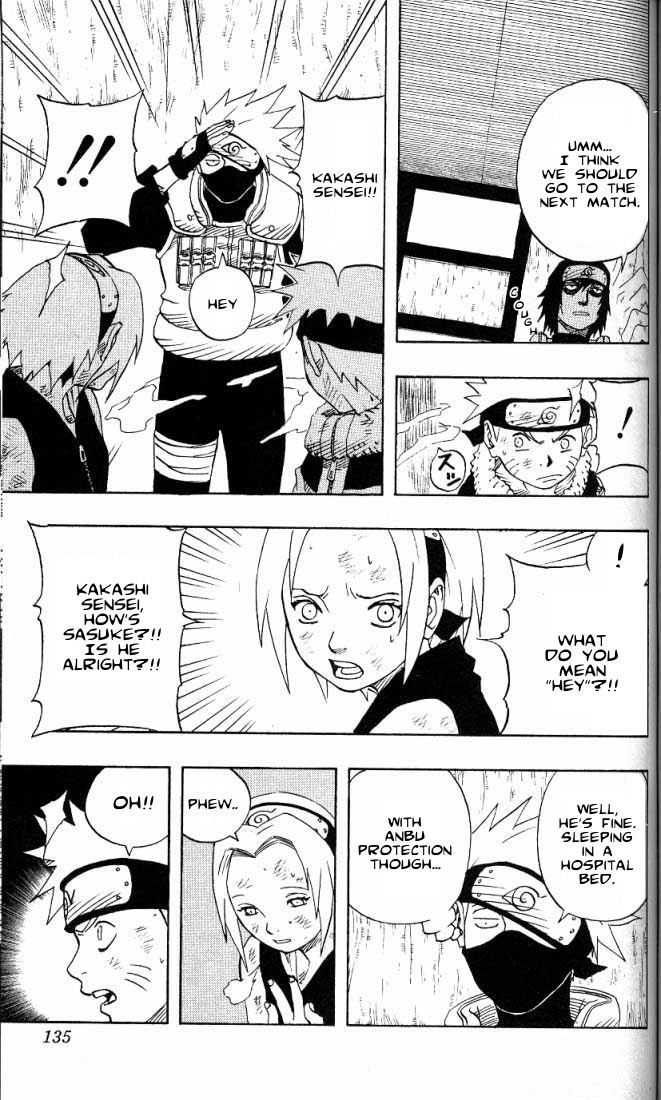 UMM...
I THINK
WE SHOULD
GO TO THE
NEXT MATCH.
COUGH
!
ズッ
KAKASHI
SENSEI!!
HEY
!!
!
WHAT
DO YOU
MEAN
"HEY"?!!
KAKASHI
SENSEI,
HOW'S
SASUKE?!!
IS HE
ALRIGHT?!!
WELL,
HE'S FINE.
SLEEPING
IN A
HOSPITAL
BED.
WITH
ANBU
PROTECTION
THOUGH...
PHEW..
OH!!
135